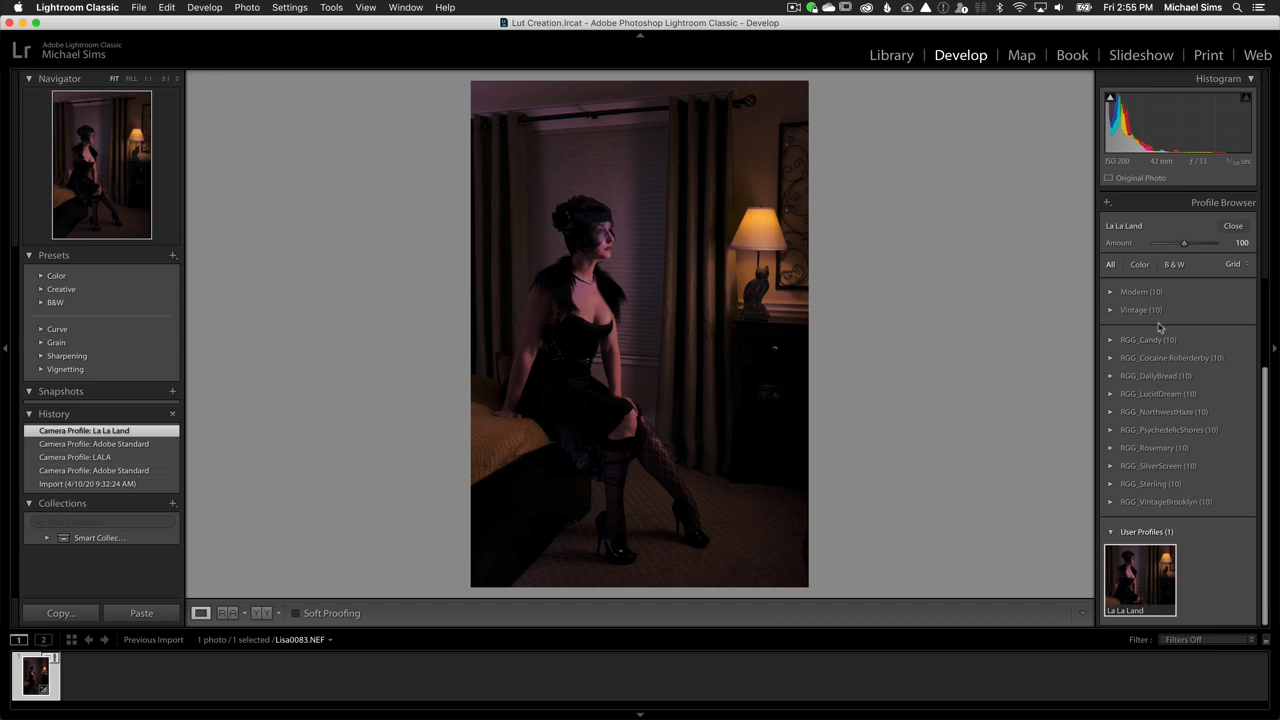 Lightroom Classic File Edit Develop Photo Settings Tools View Window Help Fri 2:55 PM Michael Sims
Lut Creation.lrcat - Adobe Photoshop Lightroom Classic - Develop
Lr Adobe Lightroom Classic
Michael Sims
Library | Develop | Map | Book | Slideshow | Print | Web
Navigator FIT FILL 1:1 3:1
Presets
Color
Creative
B&W
Curve
Grain
Sharpening
Vignetting
Snapshots
History
Camera Profile: La La Land
Camera Profile: Adobe Standard
Camera Profile: LALA
Camera Profile: Adobe Standard
Import (4/10/20 9:32:24 AM)
Collections
Filter Collections
Smart Collec...
Copy... Paste
Soft Proofing
Histogram
ISO 200 42 mm ƒ / 13 1/10 sec
Original Photo
Profile Browser
La La Land Close
Amount 100
All Color B & W Grid
Modern (10)
Vintage (10)
RGG_Candy (10)
RGG_Cocaine Rollerderby (10)
RGG_DailyBread (10)
RGG_LucidDream (10)
RGG_NorthwestHaze (10)
RGG_PsychedelicShores (10)
RGG_Rosemary (10)
RGG_SilverScreen (10)
RGG_Sterling (10)
RGG_VintageBrooklyn (10)
User Profiles (1)
La La Land
1 2 Previous Import 1 photo / 1 selected / Lisa0083.NEF Filter : Filters Off